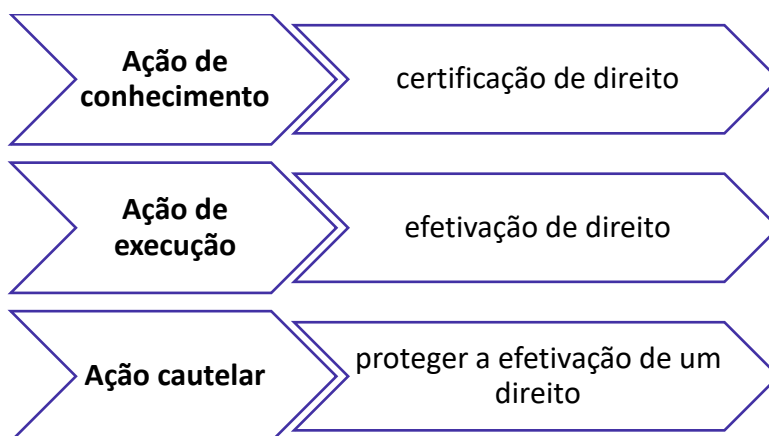 Ação de
conhecimento
certificação de direito
Ação de
execução
efetivação de direito
Ação cautelar
proteger a efetivação de um
direito